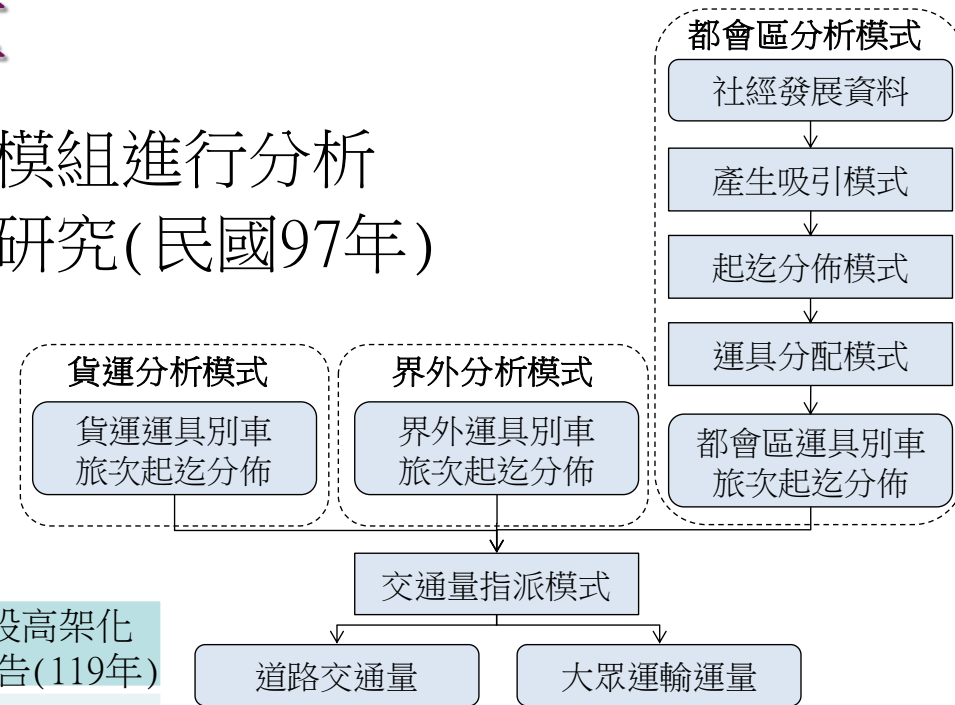 都會區分析模式
社經發展資料
產生吸引模式
起迄分佈模式
運具分配模式
都會區運具別車
旅次起迄分佈
模組進行分析
研究(民國97年)
貨運分析模式
貨運運具別車
旅次起迄分佈
界外分析模式
界外運具別車
旅次起迄分佈
交通量指派模式
道路交通量
大眾運輸運量
段高架化
告(119年)